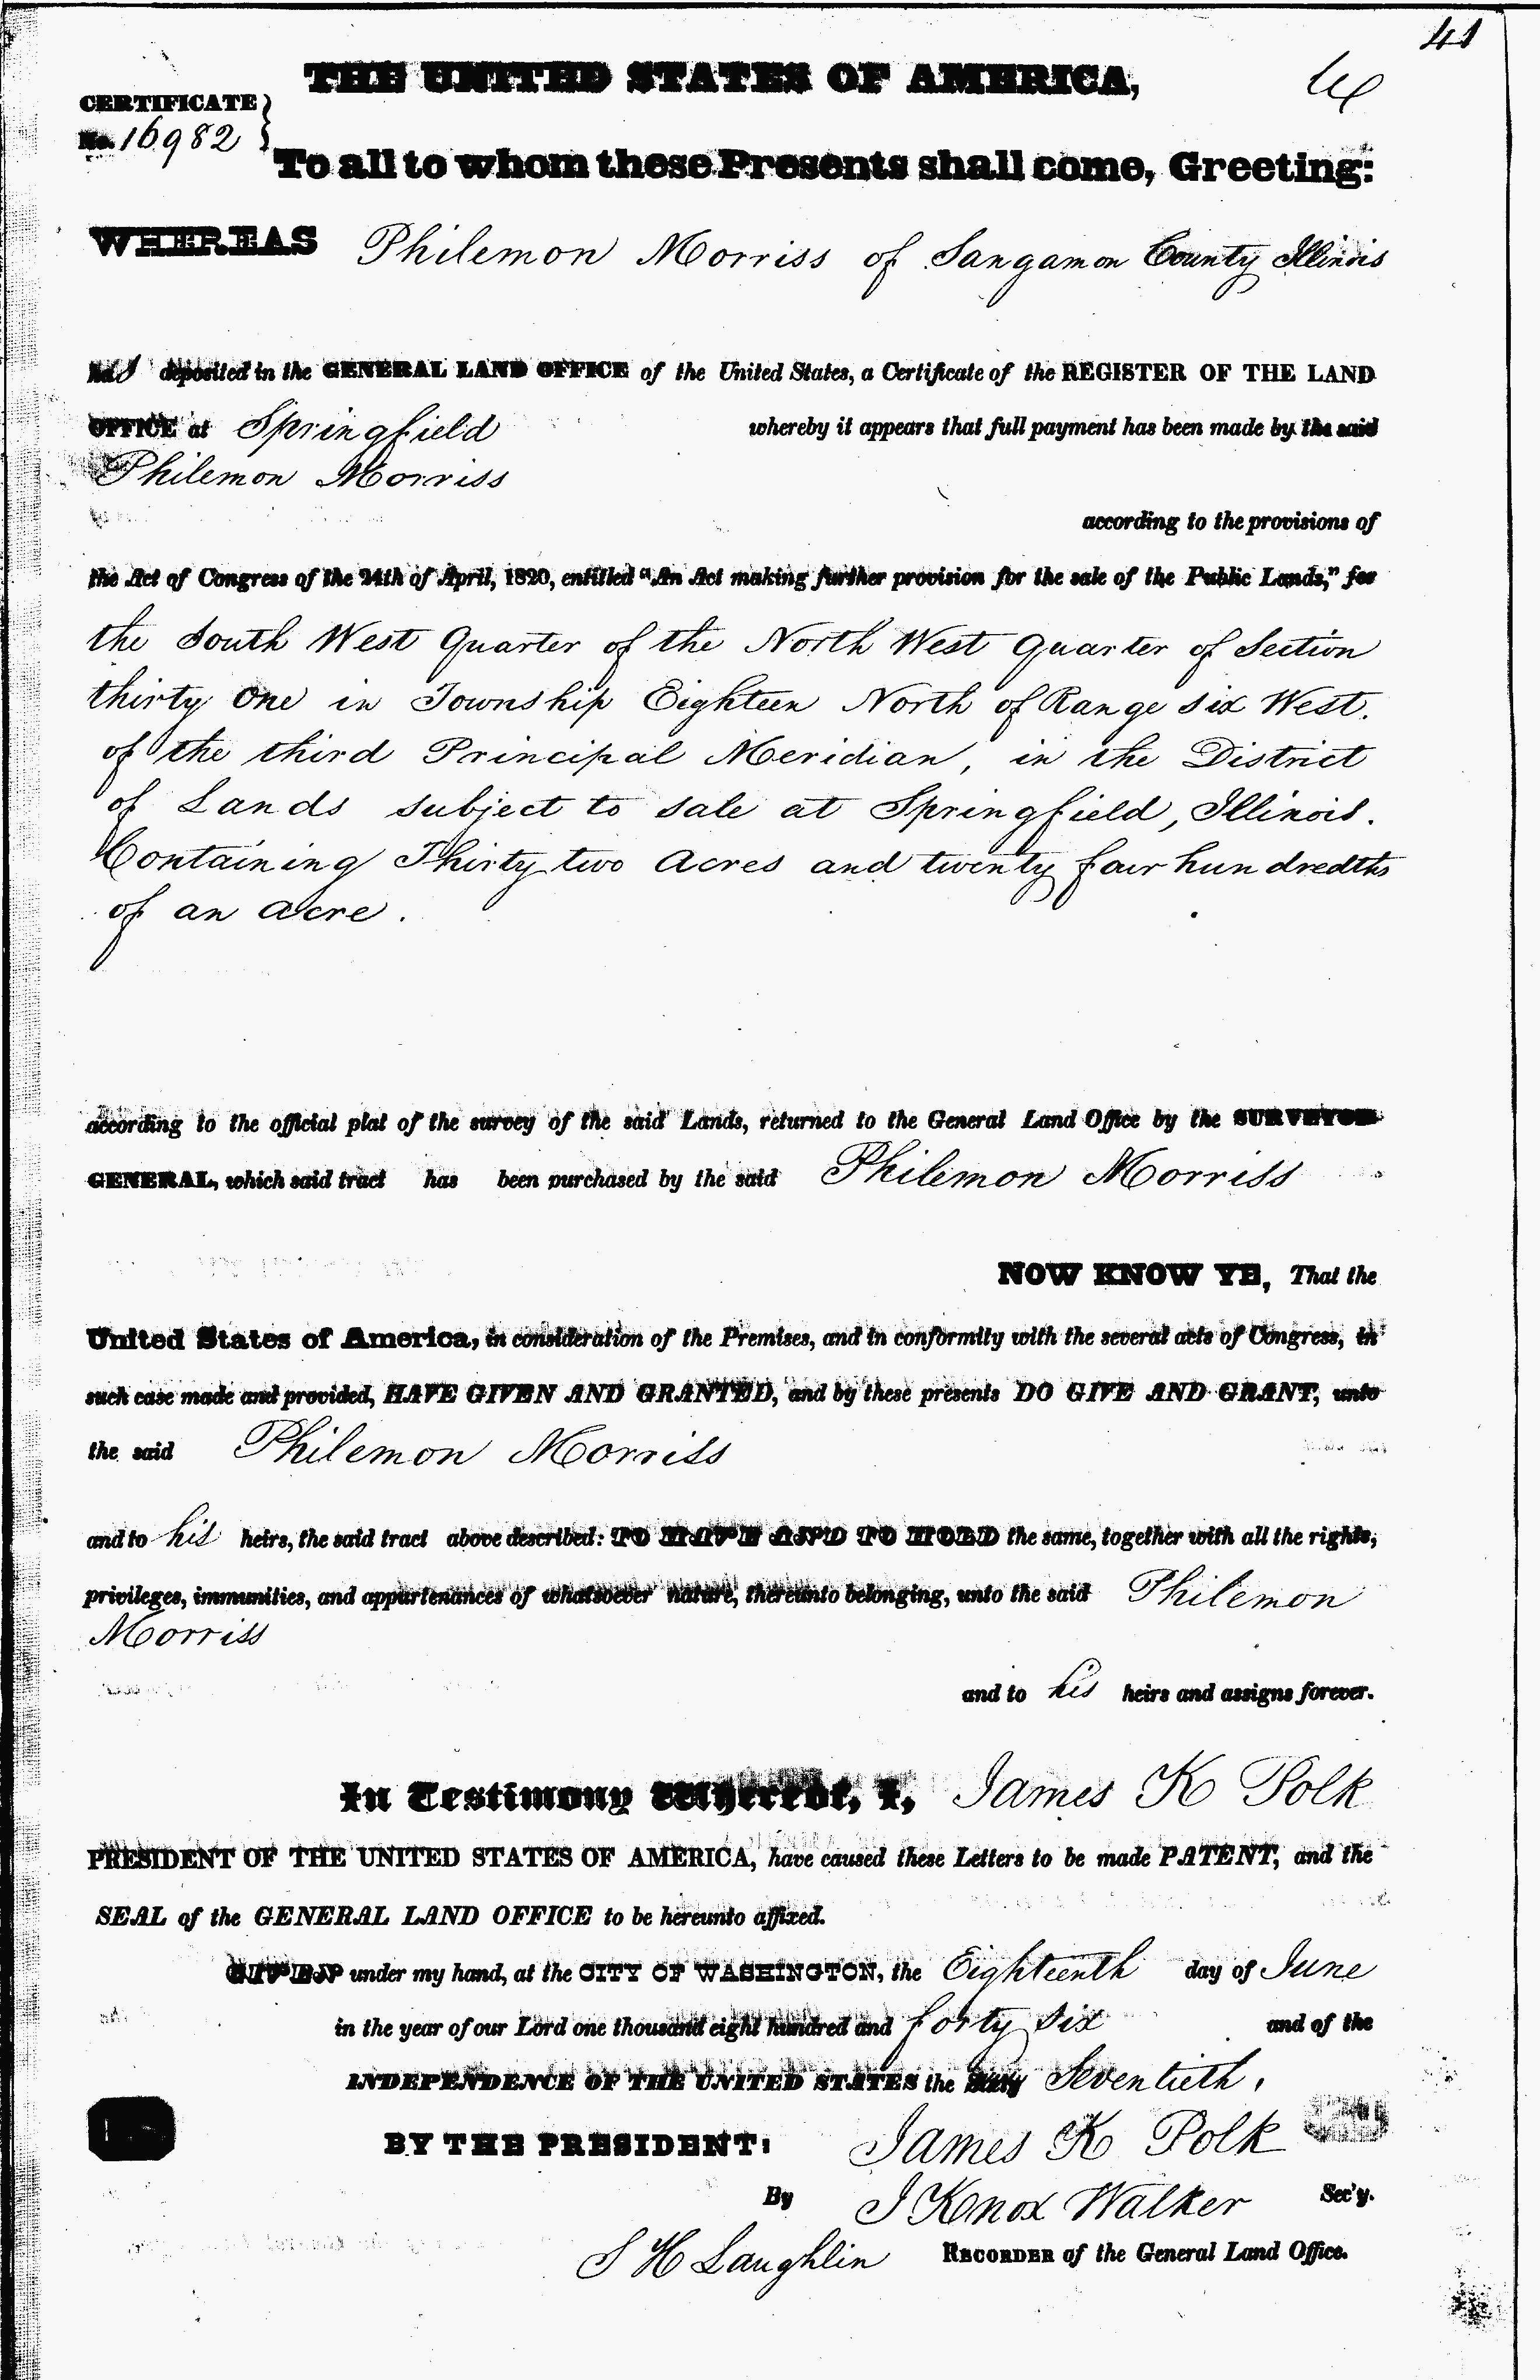 41
THE UNITED STATES OF AMERICA,
CERTIFICATE
No. 16982
To all to whom these Presents shall come, Greeting:
WHEREAS Philemon Morriss of Sangamon County Illinois
has deposited in the GENERAL LAND OFFICE of the United States, a Certificate of the REGISTER OF THE LAND
OFFICE at Springfield whereby it appears that full payment has been made by the said
Philemon Morriss
according to the provisions of
the Act of Congress of the 24th of April, 1820, entitled "An Act making further provision for the sale of the Public Lands," for
the South West Quarter of the North West Quarter of Section
thirty One in Township Eighteen North of Range six West.
of the third Principal Meridian, in the District
of Lands subject to sale at Springfield, Illinois.
Containing Thirty two Acres and twenty four hundredths
of an acre.
according to the official plat of the survey of the said Lands, returned to the General Land Office by the SURVEYOR
GENERAL, which said tract has been purchased by the said Philemon Morriss
NOW KNOW YE, That the
United States of America, in consideration of the Premises, and in conformity with the several acts of Congress, in
such case made and provided, HAVE GIVEN AND GRANTED, and by these presents DO GIVE AND GRANT, unto
the said Philemon Morriss
and to his heirs, the said tract above described: TO HAVE AND TO HOLD the same, together with all the rights,
privileges, immunities, and appurtenances of whatsoever nature, thereunto belonging, unto the said Philemon
Morriss
and to his heirs and assigns forever.
In Testimony Whereof, I, James K Polk
PRESIDENT OF THE UNITED STATES OF AMERICA, have caused these Letters to be made PATENT, and the
SEAL of the GENERAL LAND OFFICE to be hereunto affixed.
GIVEN under my hand, at the CITY OF WASHINGTON, the Eighteenth day of June
in the year of our Lord one thousand eight hundred and forty six and of the
INDEPENDENCE OF THE UNITED STATES the Seventieth.
BY THE PRESIDENT: James K Polk
By J Knox Walker Sec'y.
S H Laughlin RECORDER of the General Land Office.